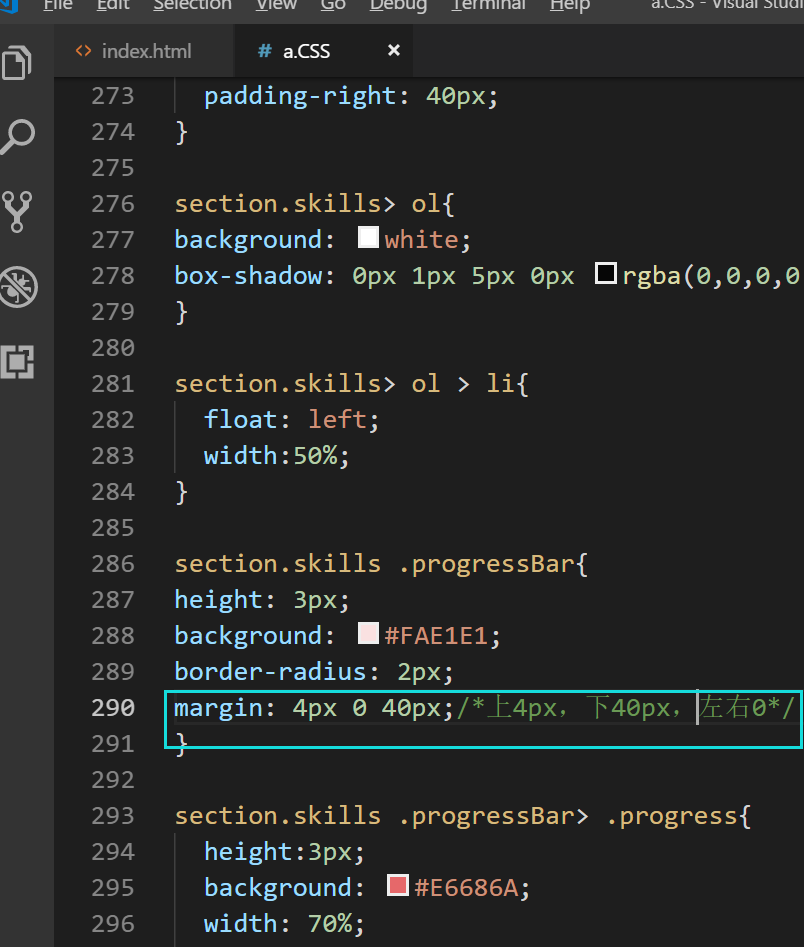 File Edit Selection View Go Debug Terminal Help a.CSS - Visual Studi
<> index.html # a.CSS ×
273 padding-right: 40px;
274 }
275
276 section.skills> ol{
277 background: white;
278 box-shadow: 0px 1px 5px 0px rgba(0,0,0,0
279 }
280
281 section.skills> ol > li{
282 float: left;
283 width:50%;
284 }
285
286 section.skills .progressBar{
287 height: 3px;
288 background: #FAE1E1;
289 border-radius: 2px;
290 margin: 4px 0 40px;/*上4px，下40px，左右0*/
291 }
292
293 section.skills .progressBar> .progress{
294 height:3px;
295 background: #E6686A;
296 width: 70%;